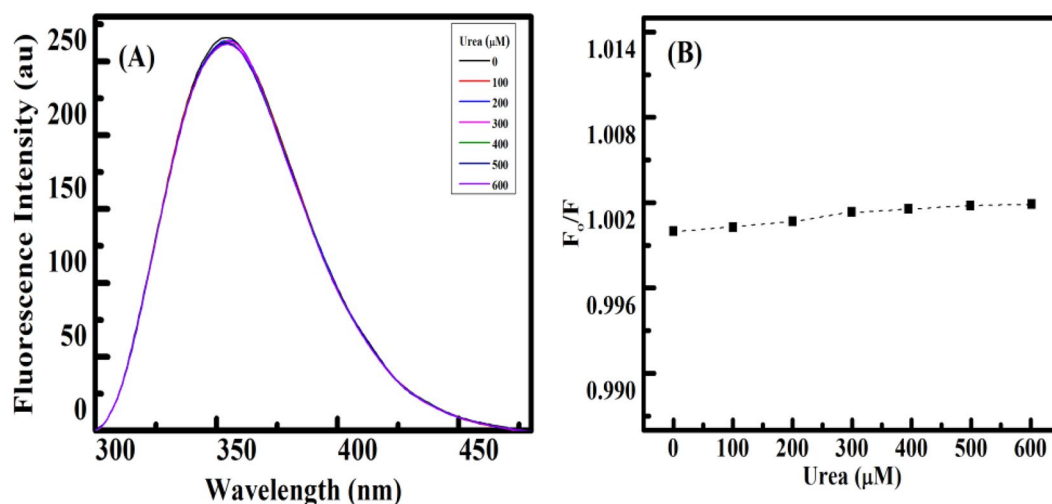 (A)
Urea (µM)
0
100
200
300
400
500
600
Fluorescence Intensity (au)
250
200
150
100
50
0
300 350 400 450
Wavelength (nm)
(B)
Fo/F
1.014
1.008
1.002
0.996
0.990
0 100 200 300 400 500 600
Urea (µM)